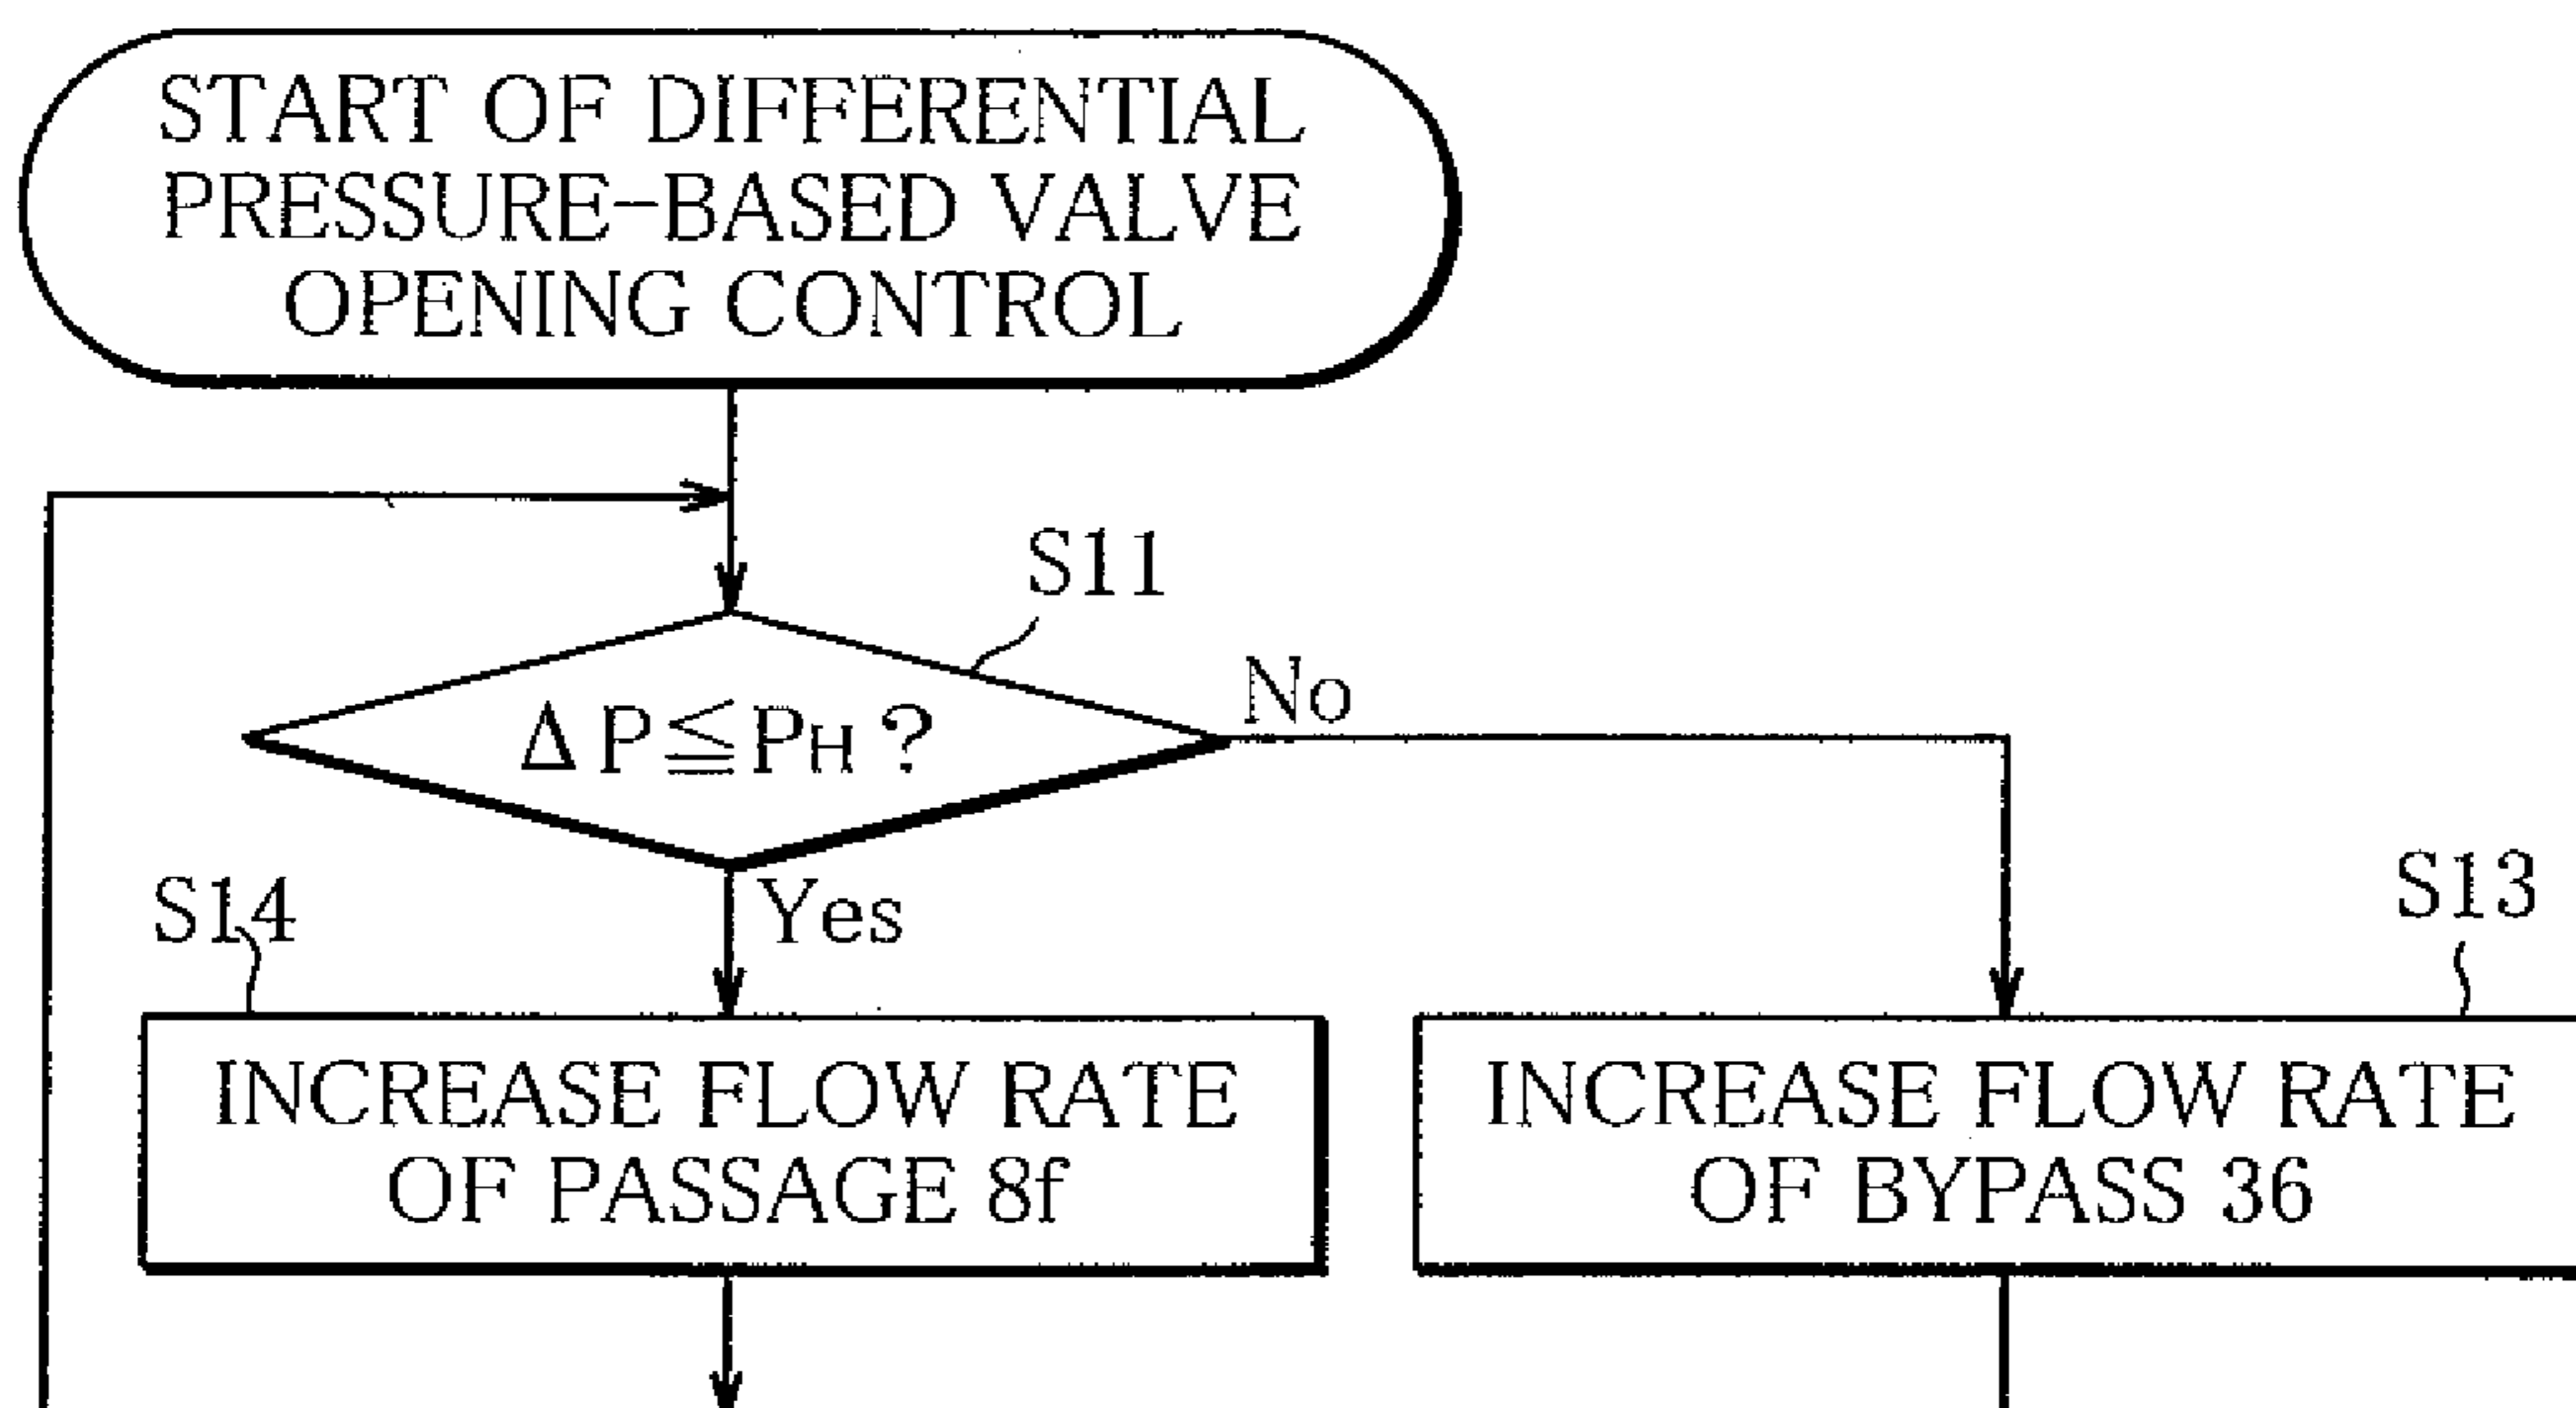 START OF DIFFERENTIAL
PRESSURE-BASED VALVE
OPENING CONTROL
S11
ΔP≦PH?
No
Yes
S14
S13
INCREASE FLOW RATE
OF PASSAGE 8f
INCREASE FLOW RATE
OF BYPASS 36